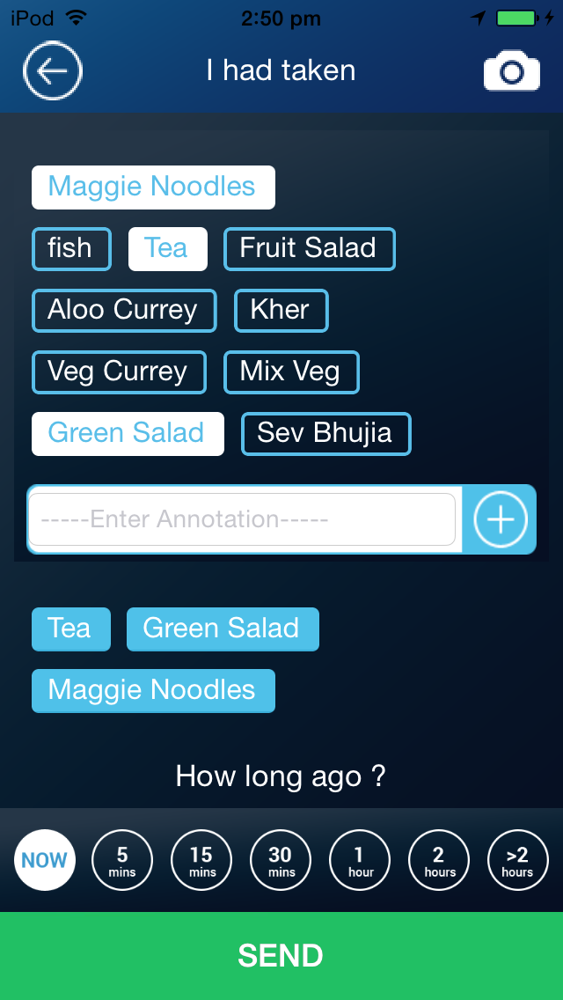 iPod 2:50 pm
I had taken
Maggie Noodles
fish Tea Fruit Salad
Aloo Currey Kher
Veg Currey Mix Veg
Green Salad Sev Bhujia
-----Enter Annotation-----
Tea Green Salad
Maggie Noodles
How long ago ?
NOW 5 mins 15 mins 30 mins 1 hour 2 hours >2 hours
SEND